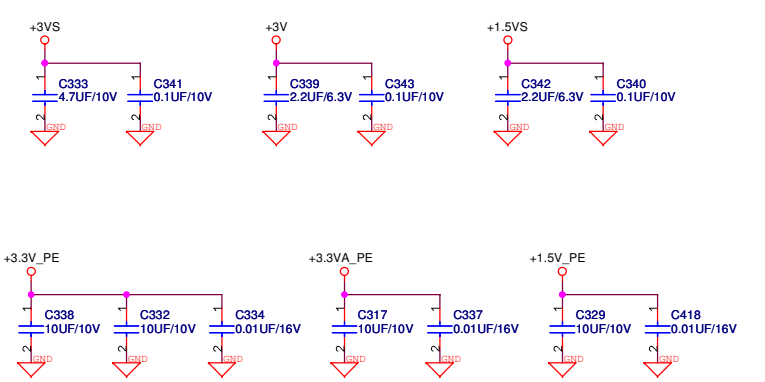 +3VS
+3V
+1.5VS
1 C333 1 C341 1 C339 1 C343 1 C342 1 C340
4.7UF/10V 0.1UF/10V 2.2UF/6.3V 0.1UF/10V 2.2UF/6.3V 0.1UF/10V
2 GND 2 GND 2 GND 2 GND 2 GND 2 GND
+3.3V_PE
+3.3VA_PE
+1.5V_PE
1 C338 1 C332 1 C334 1 C317 1 C337 1 C329 1 C418
10UF/10V 10UF/10V 0.01UF/16V 10UF/10V 0.01UF/16V 10UF/10V 0.01UF/16V
2 GND 2 GND 2 GND 2 GND 2 GND 2 GND 2 GND